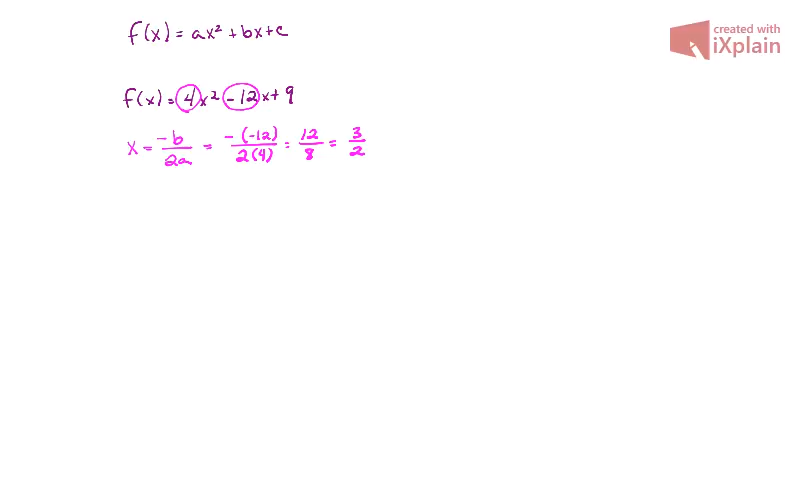 f(x) = ax² + bx + c
created with
iXplain
f(x) = 4x² - 12x + 9
x = -b/2a = -(-12)/2(4) = 12/8 = 3/2